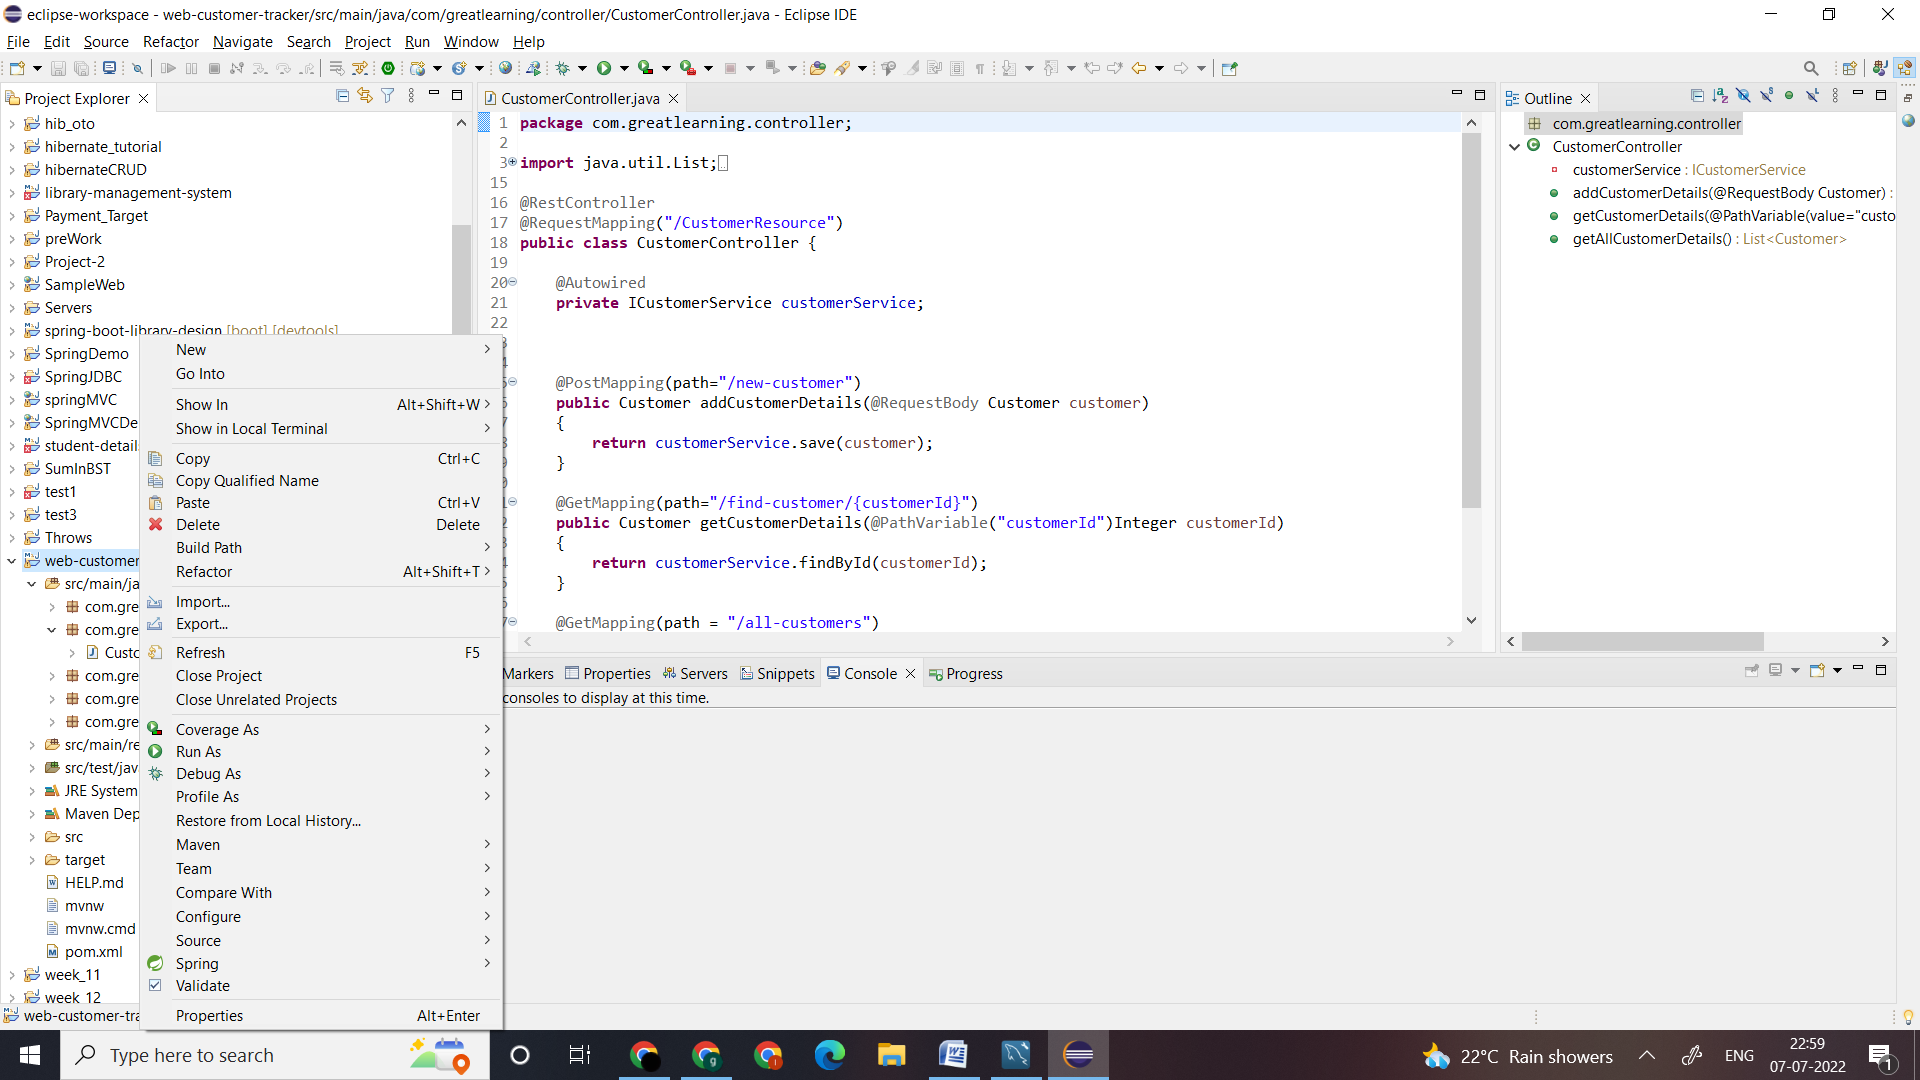 eclipse-workspace - web-customer-tracker/src/main/java/com/greatlearning/controller/CustomerController.java - Eclipse IDE
File Edit Source Refactor Navigate Search Project Run Window Help
Project Explorer
hib_oto
hibernate_tutorial
hibernateCRUD
library-management-system
Payment_Target
preWork
Project-2
SampleWeb
Servers
spring-boot-library-design [boot] [devtools]
SpringDemo
SpringJDBC
springMVC
SpringMVCDe
student-detail
SumInBST
test1
test3
Throws
web-customer
src/main/ja
com.gre
com.gre
Custo
com.gre
com.gre
com.gre
src/main/re
src/test/jav
JRE System
Maven Dep
src
target
HELP.md
mvnw
mvnw.cmd
pom.xml
week_11
week_12
web-customer-tra
New
Go Into
Show In Alt+Shift+W
Show in Local Terminal
Copy Ctrl+C
Copy Qualified Name
Paste Ctrl+V
Delete Delete
Build Path
Refactor Alt+Shift+T
Import...
Export...
Refresh F5
Close Project
Close Unrelated Projects
Coverage As
Run As
Debug As
Profile As
Restore from Local History...
Maven
Team
Compare With
Configure
Source
Spring
Validate
Properties Alt+Enter
CustomerController.java
1 package com.greatlearning.controller;
2
3 import java.util.List;
15
16 @RestController
17 @RequestMapping("/CustomerResource")
18 public class CustomerController {
19
20 @Autowired
21 private ICustomerService customerService;
22
@PostMapping(path="/new-customer")
public Customer addCustomerDetails(@RequestBody Customer customer)
{
return customerService.save(customer);
}
@GetMapping(path="/find-customer/{customerId}")
public Customer getCustomerDetails(@PathVariable("customerId")Integer customerId)
{
return customerService.findById(customerId);
}
@GetMapping(path = "/all-customers")
Markers Properties Servers Snippets Console Progress
consoles to display at this time.
Outline
com.greatlearning.controller
CustomerController
customerService : ICustomerService
addCustomerDetails(@RequestBody Customer) :
getCustomerDetails(@PathVariable(value="custo
getAllCustomerDetails() : List<Customer>
Type here to search
22°C Rain showers
ENG
22:59
07-07-2022
1